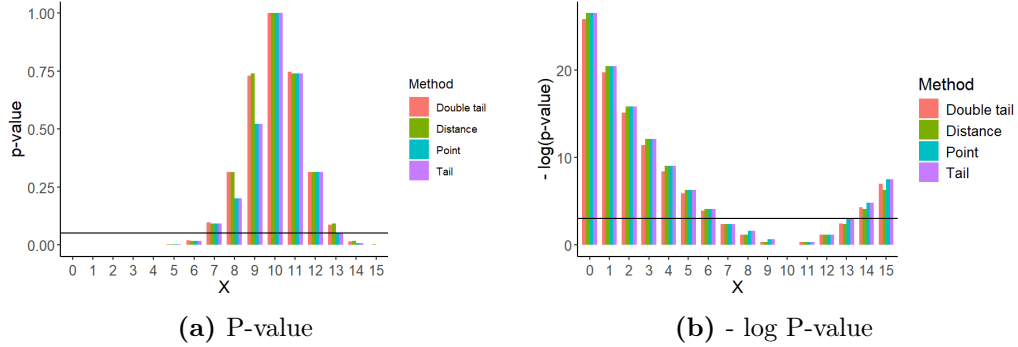 1.00
0.75
0.50
0.25
0.00
p-value
0 1 2 3 4 5 6 7 8 9 10 11 12 13 14 15
X
Method
Double tail
Distance
Point
Tail
(a) P-value
20
10
0
- log(p-value)
0 1 2 3 4 5 6 7 8 9 10 11 12 13 14 15
X
Method
Double tail
Distance
Point
Tail
(b) - log P-value